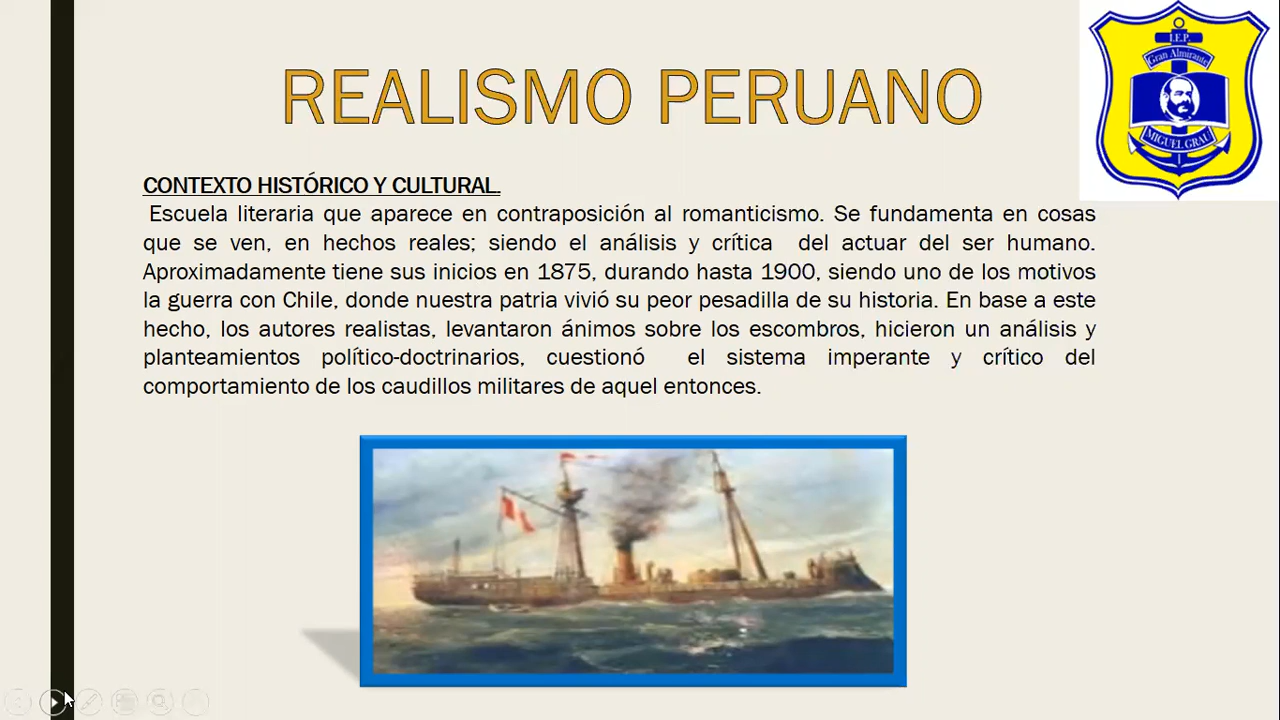 REALISMO PERUANO
I.E.P.
Gran Almirante
MIGUEL GRAU
CONTEXTO HISTÓRICO Y CULTURAL.
Escuela literaria que aparece en contraposición al romanticismo. Se fundamenta en cosas
que se ven, en hechos reales; siendo el análisis y crítica del actuar del ser humano.
Aproximadamente tiene sus inicios en 1875, durando hasta 1900, siendo uno de los motivos
la guerra con Chile, donde nuestra patria vivió su peor pesadilla de su historia. En base a este
hecho, los autores realistas, levantaron ánimos sobre los escombros, hicieron un análisis y
planteamientos político-doctrinarios, cuestionó el sistema imperante y crítico del
comportamiento de los caudillos militares de aquel entonces.